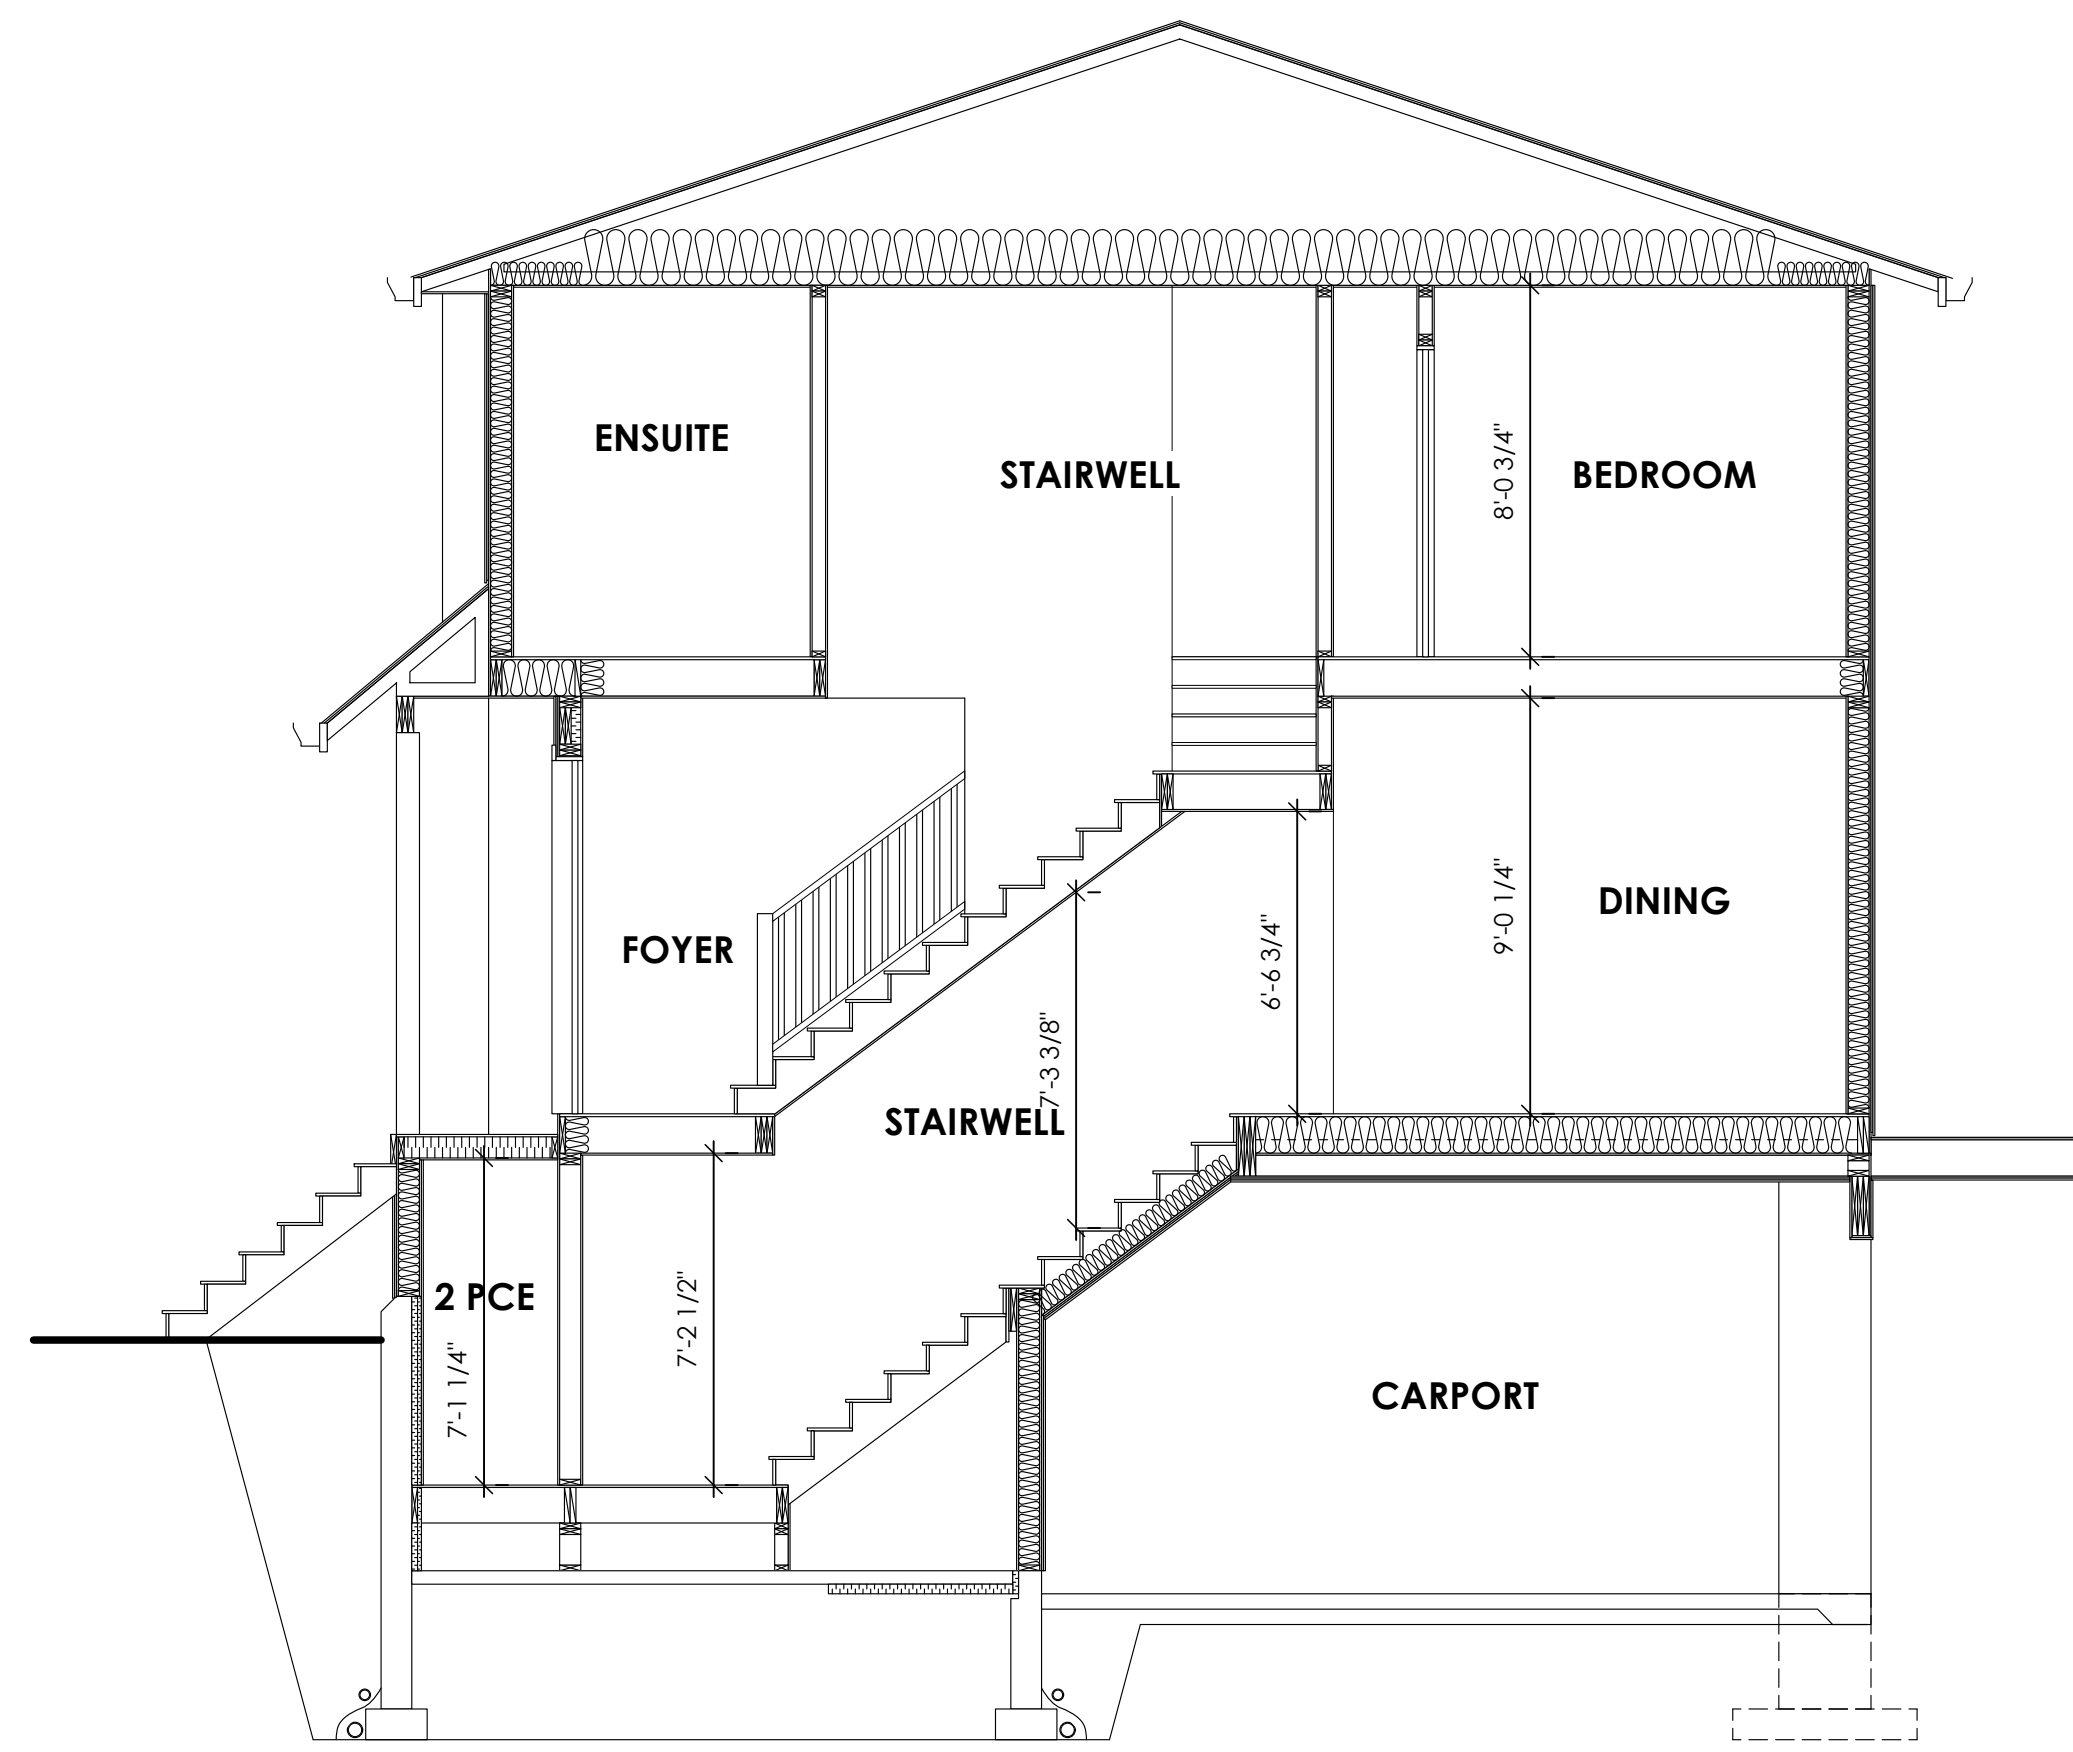 ENSUITE
STAIRWELL
8'-0 3/4"
BEDROOM
FOYER
9'-0 1/4"
DINING
6'-6 3/4"
7'-3 3/8"
STAIRWELL
2 PCE
7'-1 1/4"
7'-2 1/2"
CARPORT